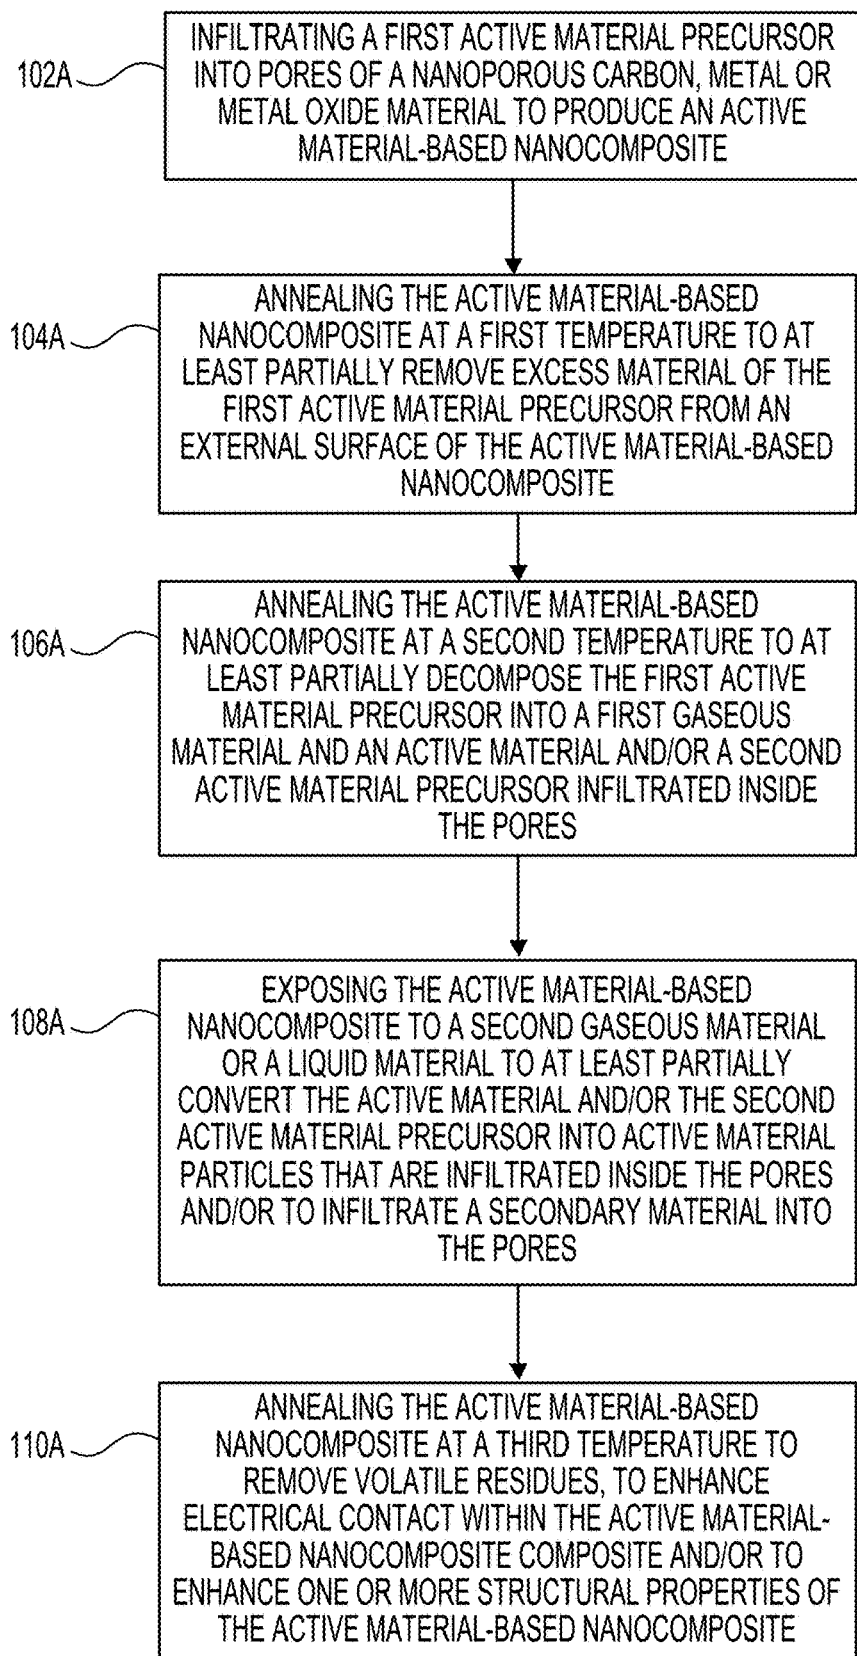 102A
INFILTRATING A FIRST ACTIVE MATERIAL PRECURSOR
INTO PORES OF A NANOPOROUS CARBON, METAL OR
METAL OXIDE MATERIAL TO PRODUCE AN ACTIVE
MATERIAL-BASED NANOCOMPOSITE
104A
ANNEALING THE ACTIVE MATERIAL-BASED
NANOCOMPOSITE AT A FIRST TEMPERATURE TO AT
LEAST PARTIALLY REMOVE EXCESS MATERIAL OF THE
FIRST ACTIVE MATERIAL PRECURSOR FROM AN
EXTERNAL SURFACE OF THE ACTIVE MATERIAL-BASED
NANOCOMPOSITE
106A
ANNEALING THE ACTIVE MATERIAL-BASED
NANOCOMPOSITE AT A SECOND TEMPERATURE TO AT
LEAST PARTIALLY DECOMPOSE THE FIRST ACTIVE
MATERIAL PRECURSOR INTO A FIRST GASEOUS
MATERIAL AND AN ACTIVE MATERIAL AND/OR A SECOND
ACTIVE MATERIAL PRECURSOR INFILTRATED INSIDE
THE PORES
108A
EXPOSING THE ACTIVE MATERIAL-BASED
NANOCOMPOSITE TO A SECOND GASEOUS MATERIAL
OR A LIQUID MATERIAL TO AT LEAST PARTIALLY
CONVERT THE ACTIVE MATERIAL AND/OR THE SECOND
ACTIVE MATERIAL PRECURSOR INTO ACTIVE MATERIAL
PARTICLES THAT ARE INFILTRATED INSIDE THE PORES
AND/OR TO INFILTRATE A SECONDARY MATERIAL INTO
THE PORES
110A
ANNEALING THE ACTIVE MATERIAL-BASED
NANOCOMPOSITE AT A THIRD TEMPERATURE TO
REMOVE VOLATILE RESIDUES, TO ENHANCE
ELECTRICAL CONTACT WITHIN THE ACTIVE MATERIAL-
BASED NANOCOMPOSITE COMPOSITE AND/OR TO
ENHANCE ONE OR MORE STRUCTURAL PROPERTIES OF
THE ACTIVE MATERIAL-BASED NANOCOMPOSITE